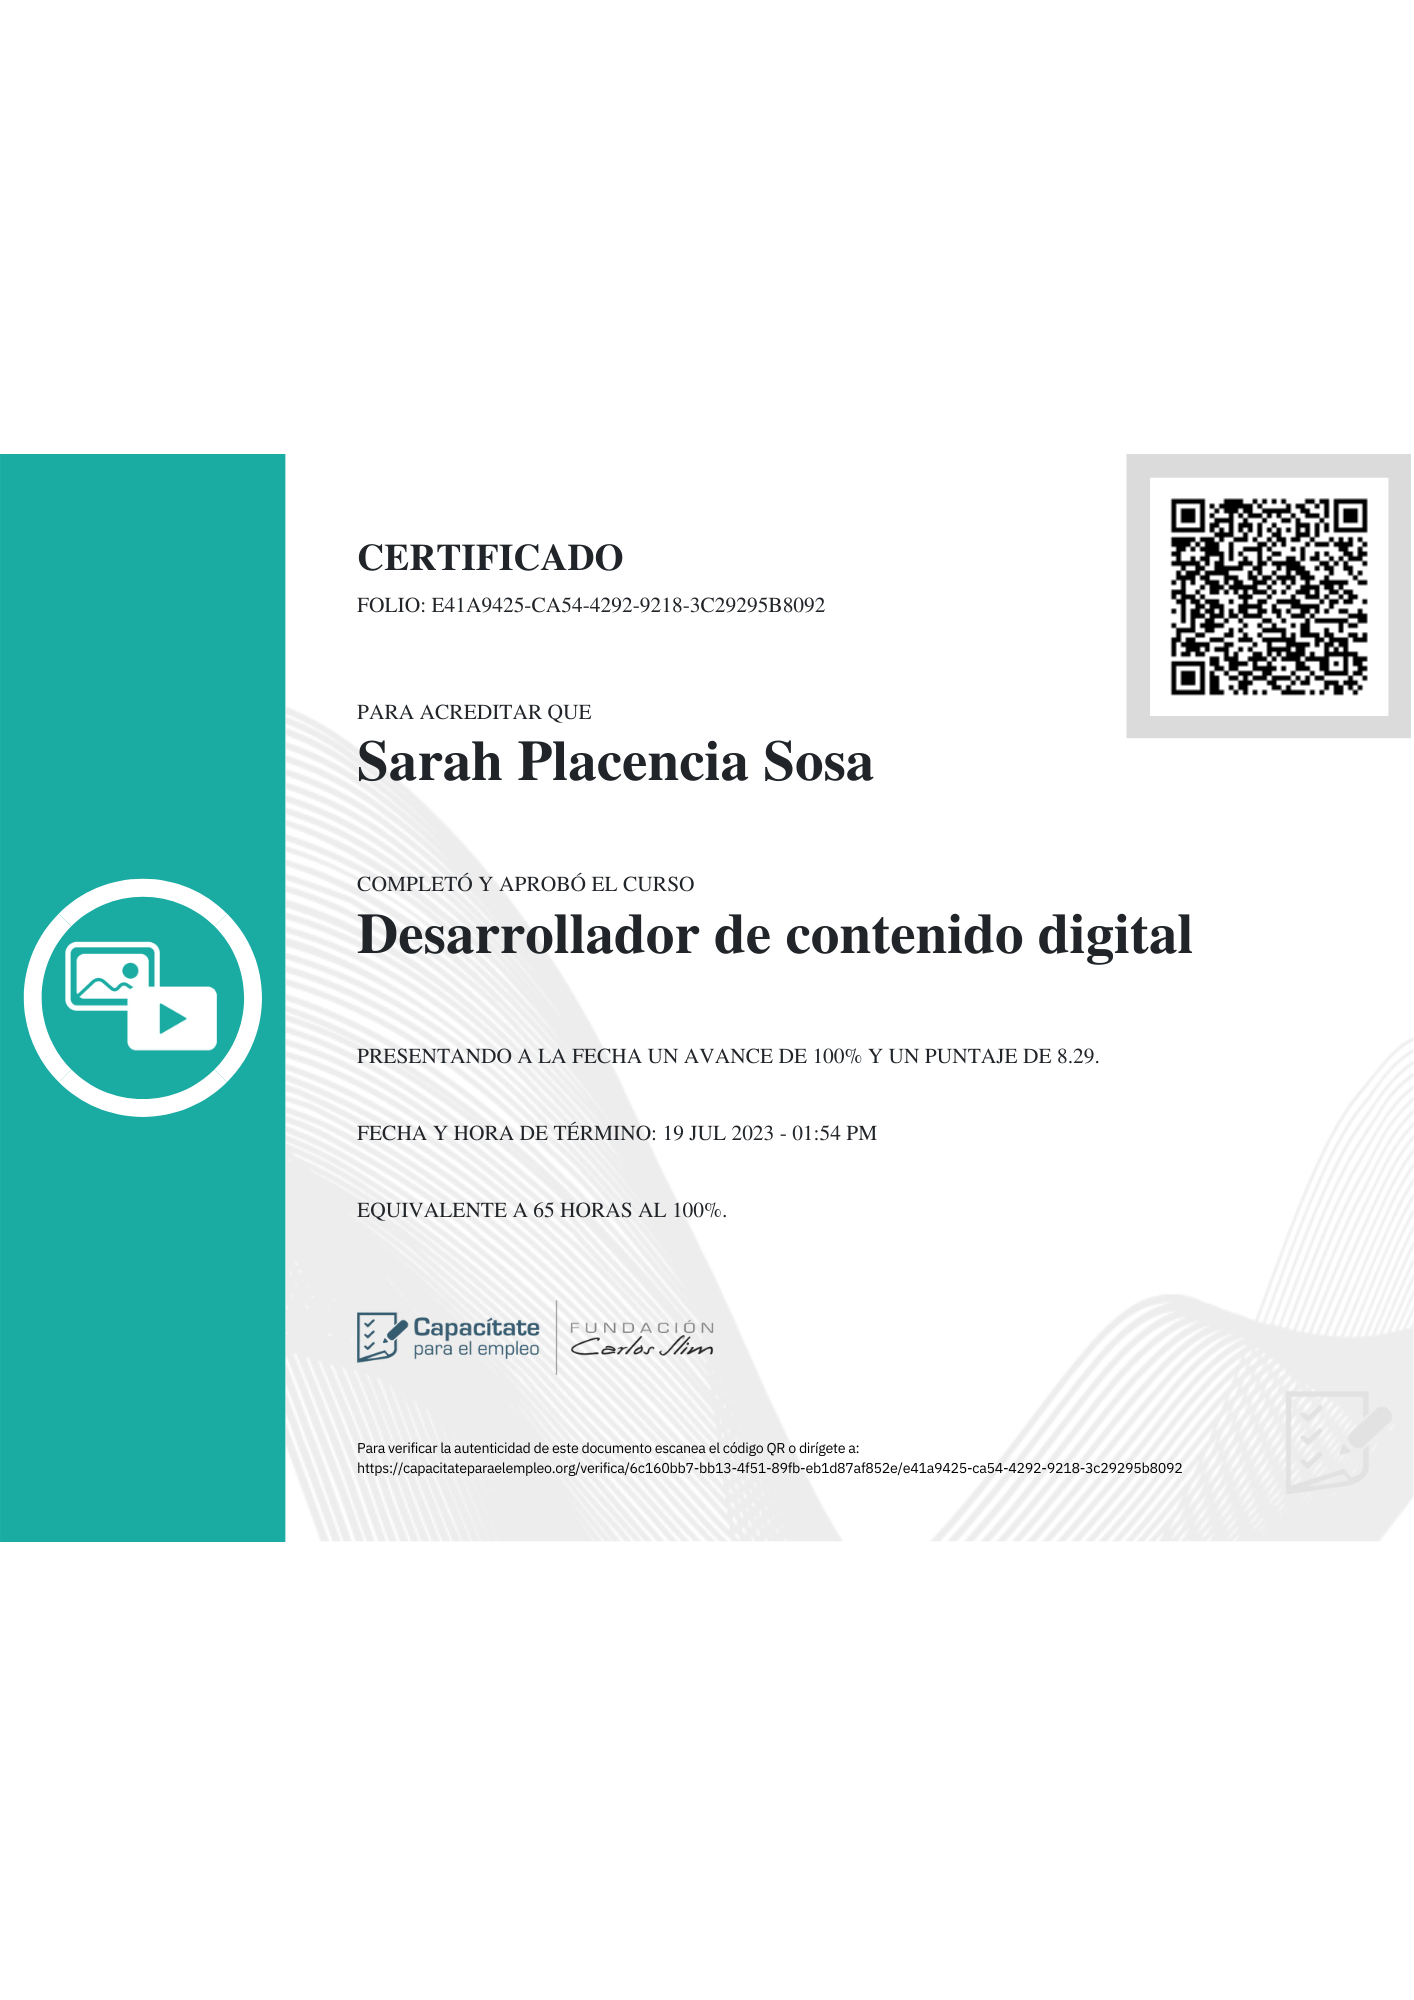 CERTIFICADO
FOLIO: E41A9425-CA54-4292-9218-3C29295B8092
PARA ACREDITAR QUE
Sarah Placencia Sosa
COMPLETÓ Y APROBÓ EL CURSO
Desarrollador de contenido digital
PRESENTANDO A LA FECHA UN AVANCE DE 100% Y UN PUNTAJE DE 8.29.
FECHA Y HORA DE TÉRMINO: 19 JUL 2023 - 01:54 PM
EQUIVALENTE A 65 HORAS AL 100%.
Capacítate
para el empleo
FUNDACIÓN
Carlos Slim
Para verificar la autenticidad de este documento escanea el código QR o dirígete a:
https://capacitateparaelempleo.org/verifica/6c160bb7-bb13-4f51-89fb-eb1d87af852e/e41a9425-ca54-4292-9218-3c29295b8092